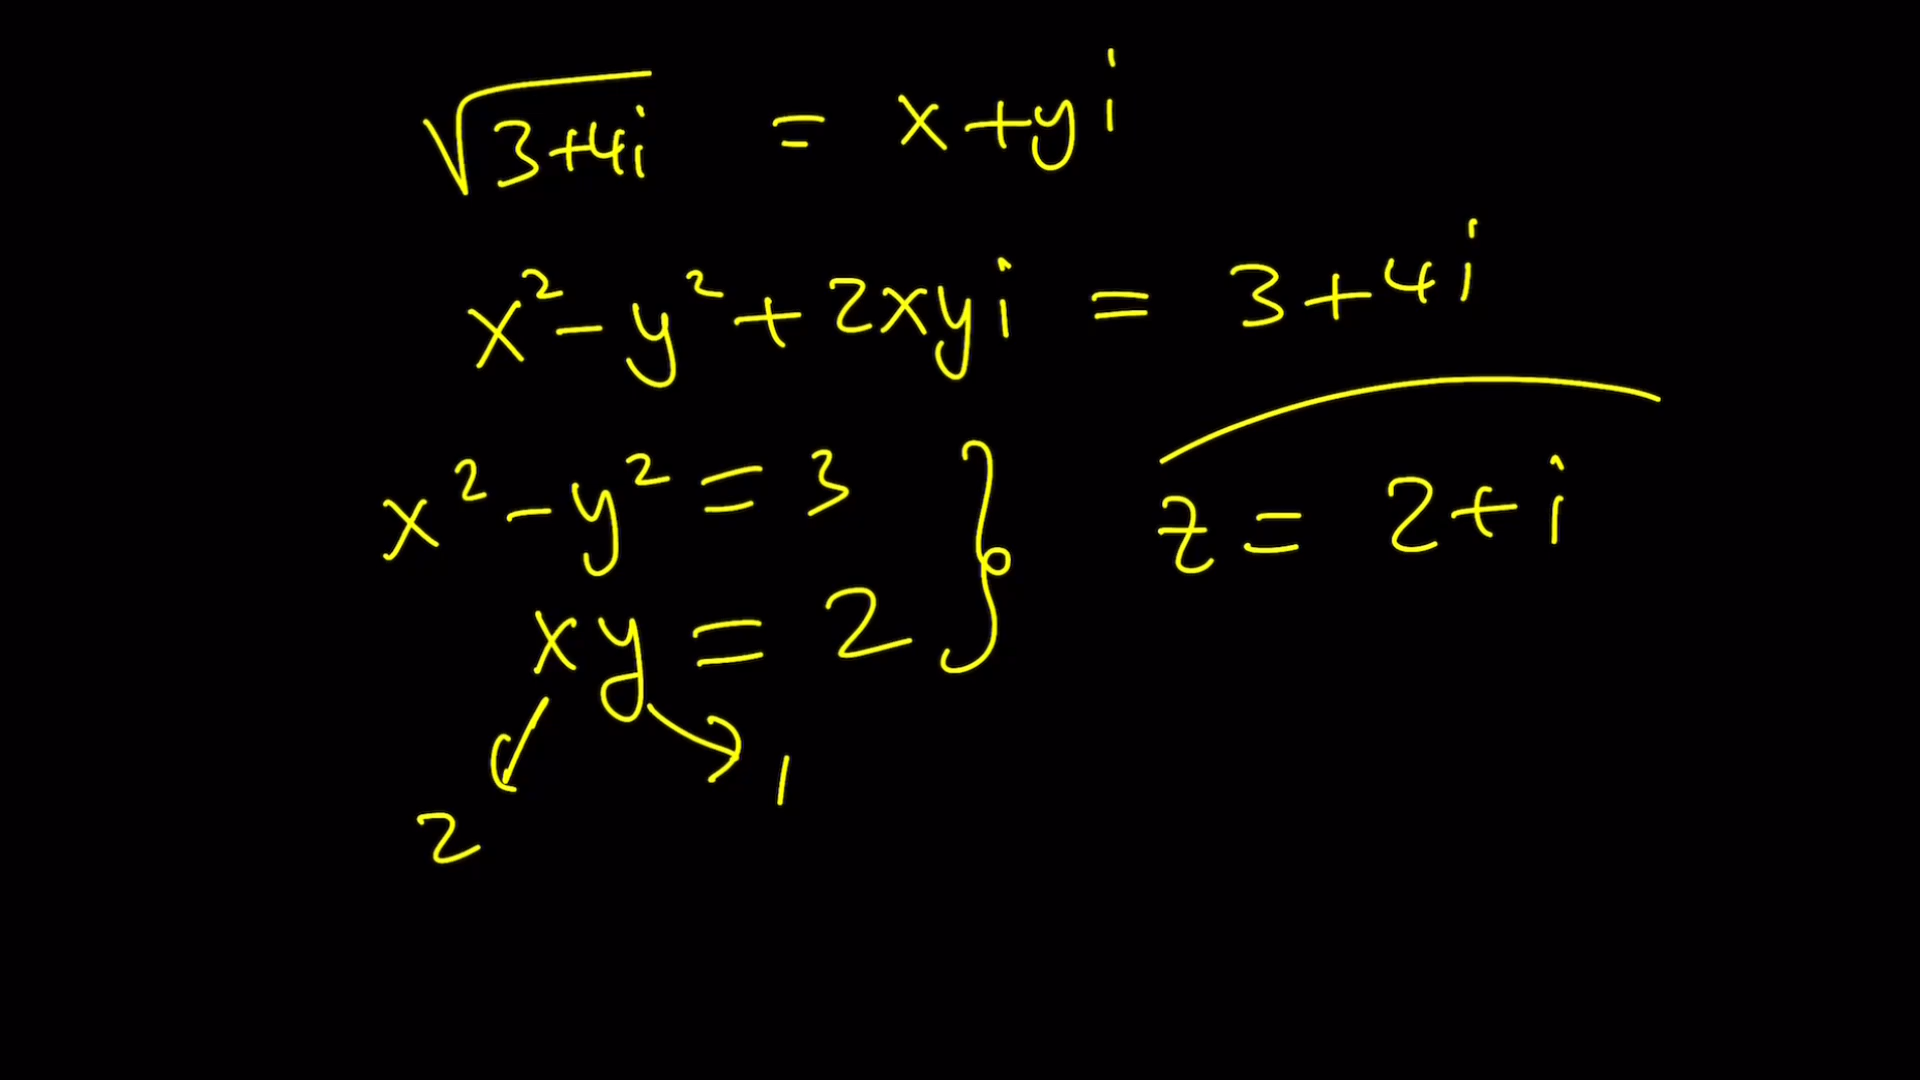 √3+4i = x+yi
x²-y²+2xyi = 3+4i
x²-y²=3
xy=2
2
1
z=2+i